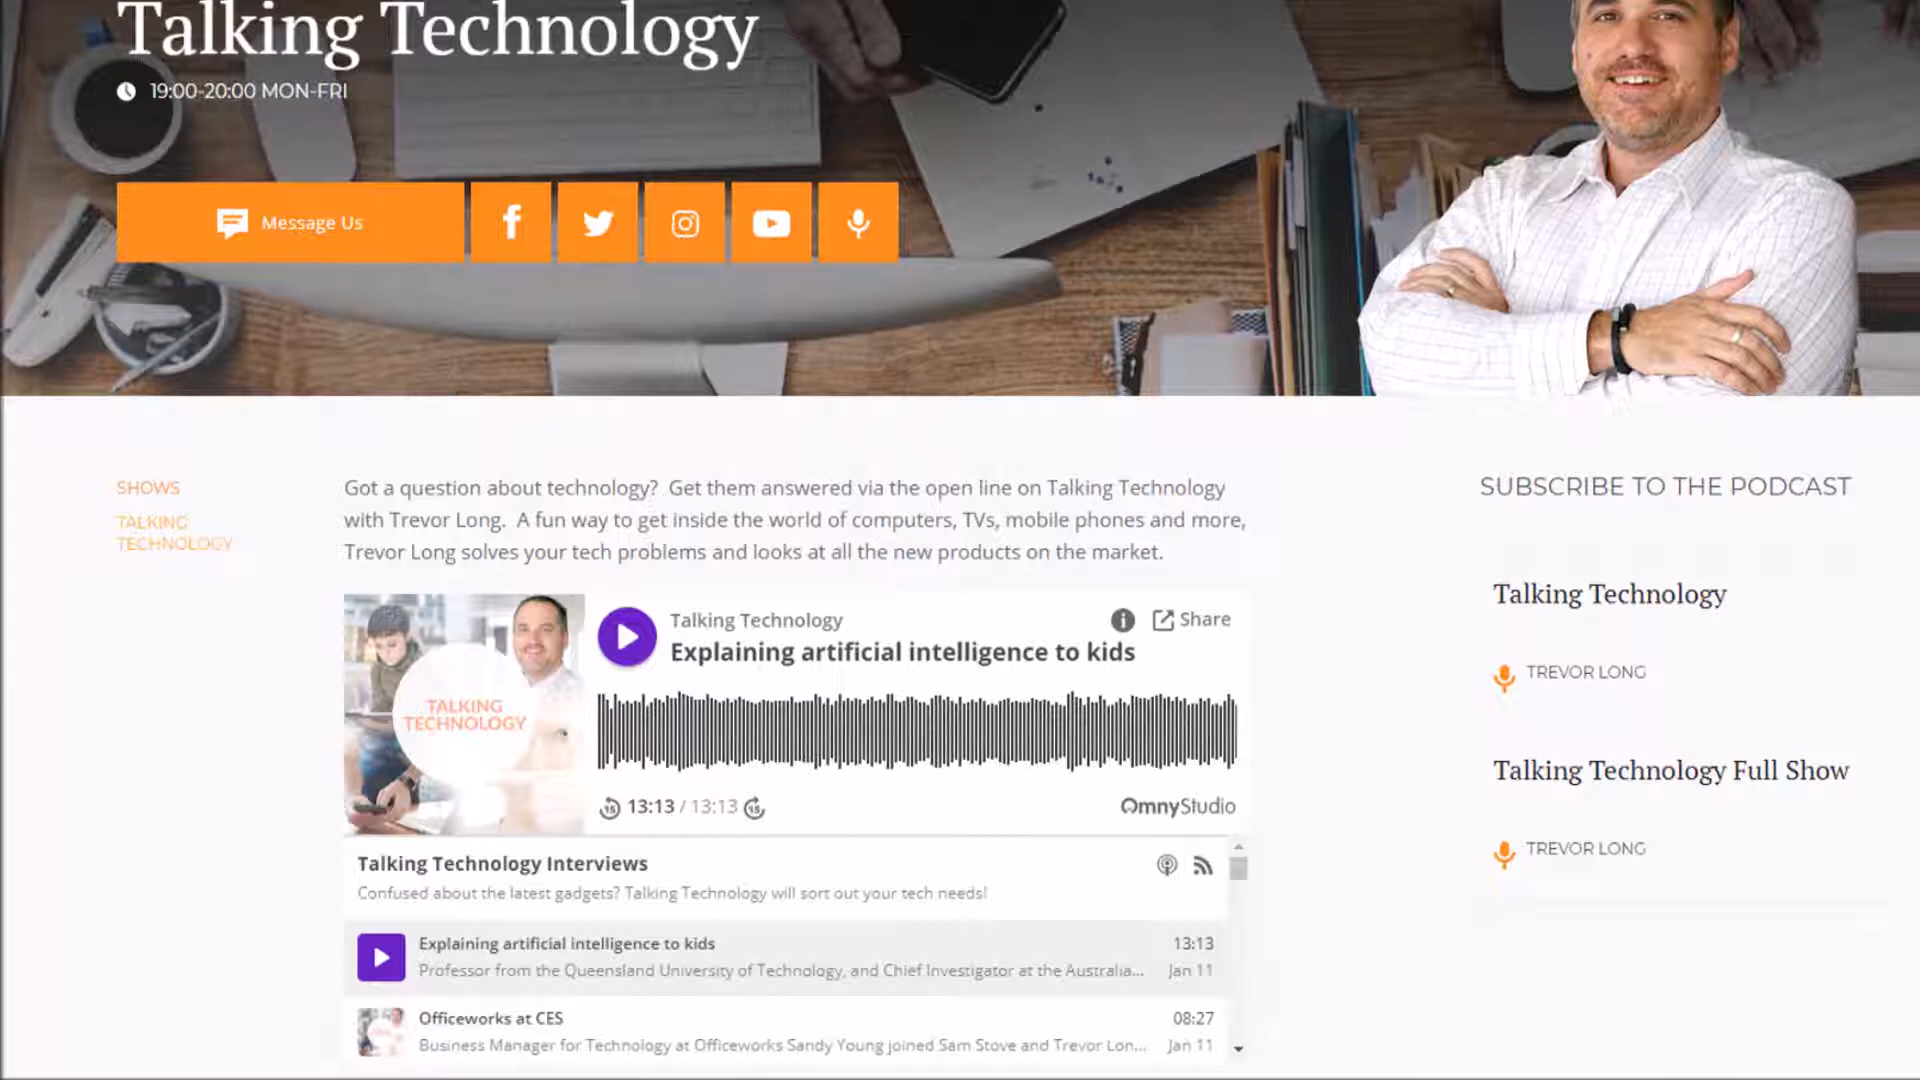 Talking Technology
19:00-20:00 MON-FRI
Message Us
SHOWS
TALKING
TECHNOLOGY
Got a question about technology? Get them answered via the open line on Talking Technology
with Trevor Long. A fun way to get inside the world of computers, TVs, mobile phones and more,
Trevor Long solves your tech problems and looks at all the new products on the market.
TALKING
TECHNOLOGY
Talking Technology
Share
Explaining artificial intelligence to kids
15 13:13 / 13:13 15
OmnyStudio
Talking Technology Interviews
Confused about the latest gadgets? Talking Technology will sort out your tech needs!
Explaining artificial intelligence to kids 13:13
Professor from the Queensland University of Technology, and Chief Investigator at the Australia... Jan 11
Officeworks at CES 08:27
Business Manager for Technology at Officeworks Sandy Young joined Sam Stove and Trevor Lon... Jan 11
SUBSCRIBE TO THE PODCAST
Talking Technology
TREVOR LONG
Talking Technology Full Show
TREVOR LONG